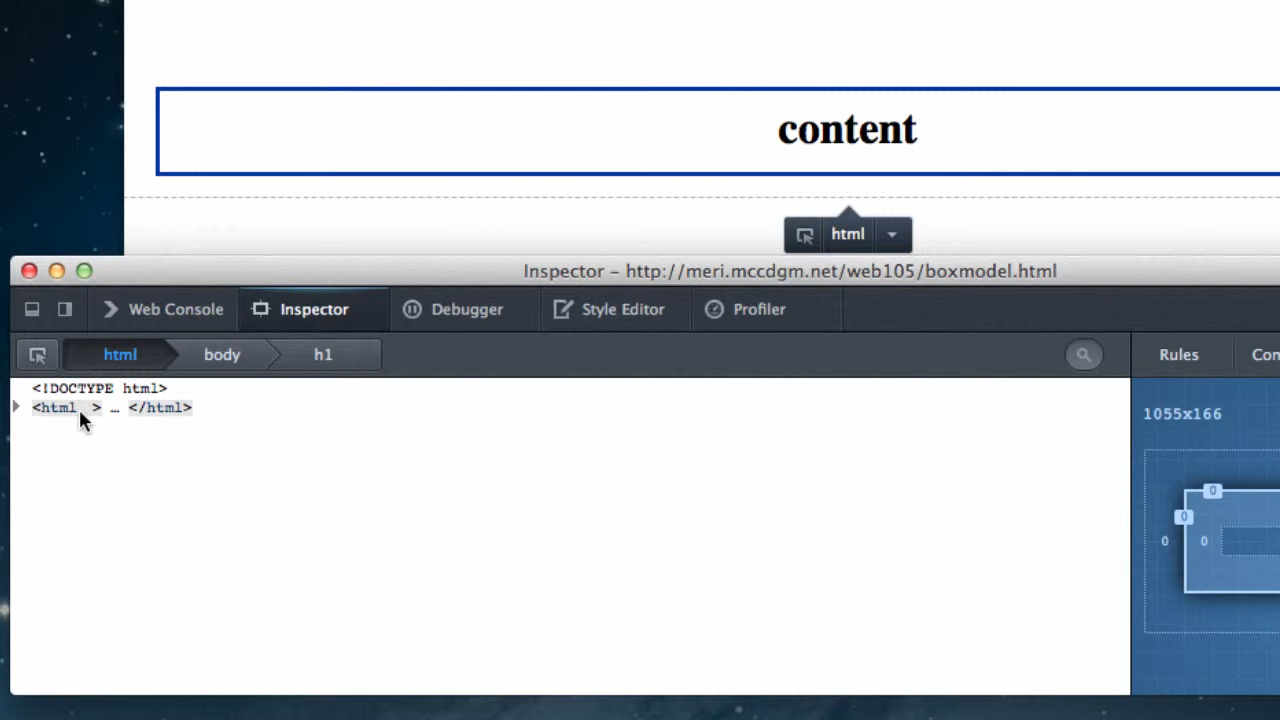 content
html
Inspector – http://meri.mccdgm.net/web105/boxmodel.html
Web Console Inspector Debugger Style Editor Profiler
html body h1 Rules Con
<!DOCTYPE html>
<html > … </html>
1055x166
0
0
0 0